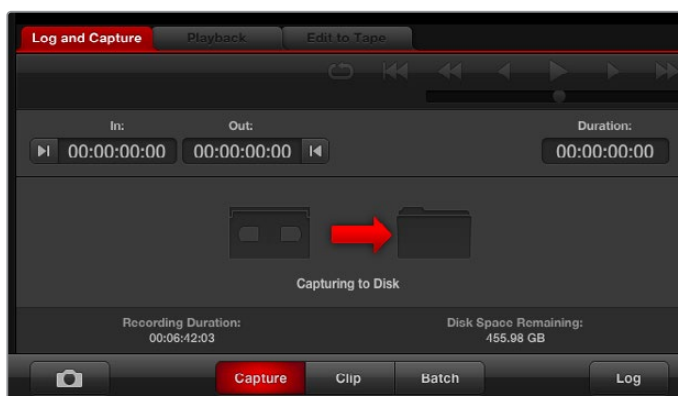 Log and Capture Playback Edit to Tape
In: Out: Duration:
00:00:00:00 00:00:00:00 00:00:00:00
Capturing to Disk
Recording Duration: Disk Space Remaining:
00:06:42:03 455.98 GB
Capture Clip Batch Log